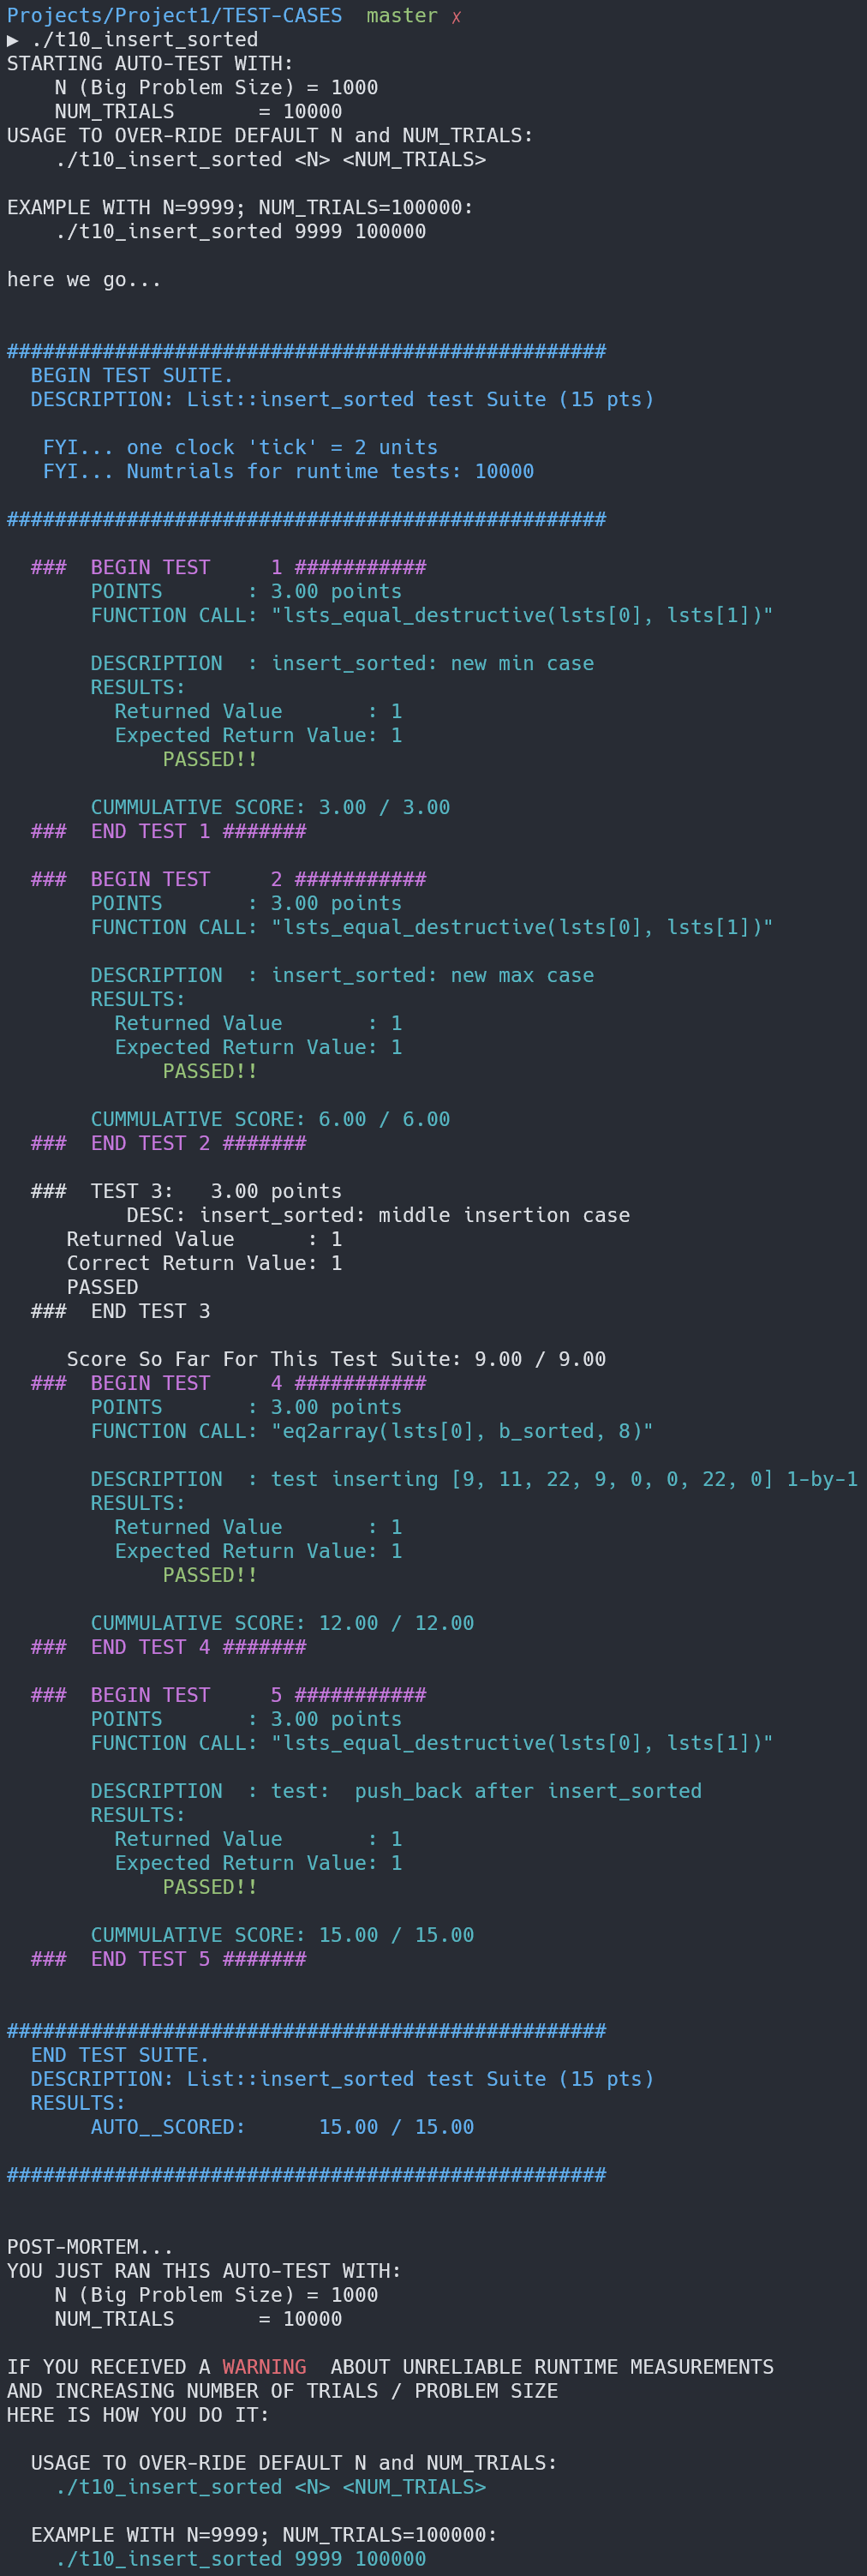 Projects/Project1/TEST-CASES  master ✗
▶ ./t10_insert_sorted
STARTING AUTO-TEST WITH:
    N (Big Problem Size) = 1000
    NUM_TRIALS       = 10000
USAGE TO OVER-RIDE DEFAULT N and NUM_TRIALS:
    ./t10_insert_sorted <N> <NUM_TRIALS>

EXAMPLE WITH N=9999; NUM_TRIALS=100000:
    ./t10_insert_sorted 9999 100000

here we go...


##################################################
  BEGIN TEST SUITE.
  DESCRIPTION: List::insert_sorted test Suite (15 pts)

   FYI... one clock 'tick' = 2 units
   FYI... Numtrials for runtime tests: 10000

##################################################

  ###  BEGIN TEST     1 ###########
       POINTS       : 3.00 points
       FUNCTION CALL: "lsts_equal_destructive(lsts[0], lsts[1])"

       DESCRIPTION  : insert_sorted: new min case
       RESULTS:
         Returned Value       : 1
         Expected Return Value: 1
             PASSED!!

       CUMMULATIVE SCORE: 3.00 / 3.00
  ###  END TEST 1 #######

  ###  BEGIN TEST     2 ###########
       POINTS       : 3.00 points
       FUNCTION CALL: "lsts_equal_destructive(lsts[0], lsts[1])"

       DESCRIPTION  : insert_sorted: new max case
       RESULTS:
         Returned Value       : 1
         Expected Return Value: 1
             PASSED!!

       CUMMULATIVE SCORE: 6.00 / 6.00
  ###  END TEST 2 #######

  ###  TEST 3:   3.00 points
          DESC: insert_sorted: middle insertion case
     Returned Value      : 1
     Correct Return Value: 1
     PASSED
  ###  END TEST 3

     Score So Far For This Test Suite: 9.00 / 9.00
  ###  BEGIN TEST     4 ###########
       POINTS       : 3.00 points
       FUNCTION CALL: "eq2array(lsts[0], b_sorted, 8)"

       DESCRIPTION  : test inserting [9, 11, 22, 9, 0, 0, 22, 0] 1-by-1
       RESULTS:
         Returned Value       : 1
         Expected Return Value: 1
             PASSED!!

       CUMMULATIVE SCORE: 12.00 / 12.00
  ###  END TEST 4 #######

  ###  BEGIN TEST     5 ###########
       POINTS       : 3.00 points
       FUNCTION CALL: "lsts_equal_destructive(lsts[0], lsts[1])"

       DESCRIPTION  : test:  push_back after insert_sorted
       RESULTS:
         Returned Value       : 1
         Expected Return Value: 1
             PASSED!!

       CUMMULATIVE SCORE: 15.00 / 15.00
  ###  END TEST 5 #######


##################################################
  END TEST SUITE.
  DESCRIPTION: List::insert_sorted test Suite (15 pts)
  RESULTS:
       AUTO__SCORED:      15.00 / 15.00

##################################################


POST-MORTEM...
YOU JUST RAN THIS AUTO-TEST WITH:
    N (Big Problem Size) = 1000
    NUM_TRIALS       = 10000

IF YOU RECEIVED A WARNING  ABOUT UNRELIABLE RUNTIME MEASUREMENTS
AND INCREASING NUMBER OF TRIALS / PROBLEM SIZE
HERE IS HOW YOU DO IT:

  USAGE TO OVER-RIDE DEFAULT N and NUM_TRIALS:
    ./t10_insert_sorted <N> <NUM_TRIALS>

  EXAMPLE WITH N=9999; NUM_TRIALS=100000:
    ./t10_insert_sorted 9999 100000